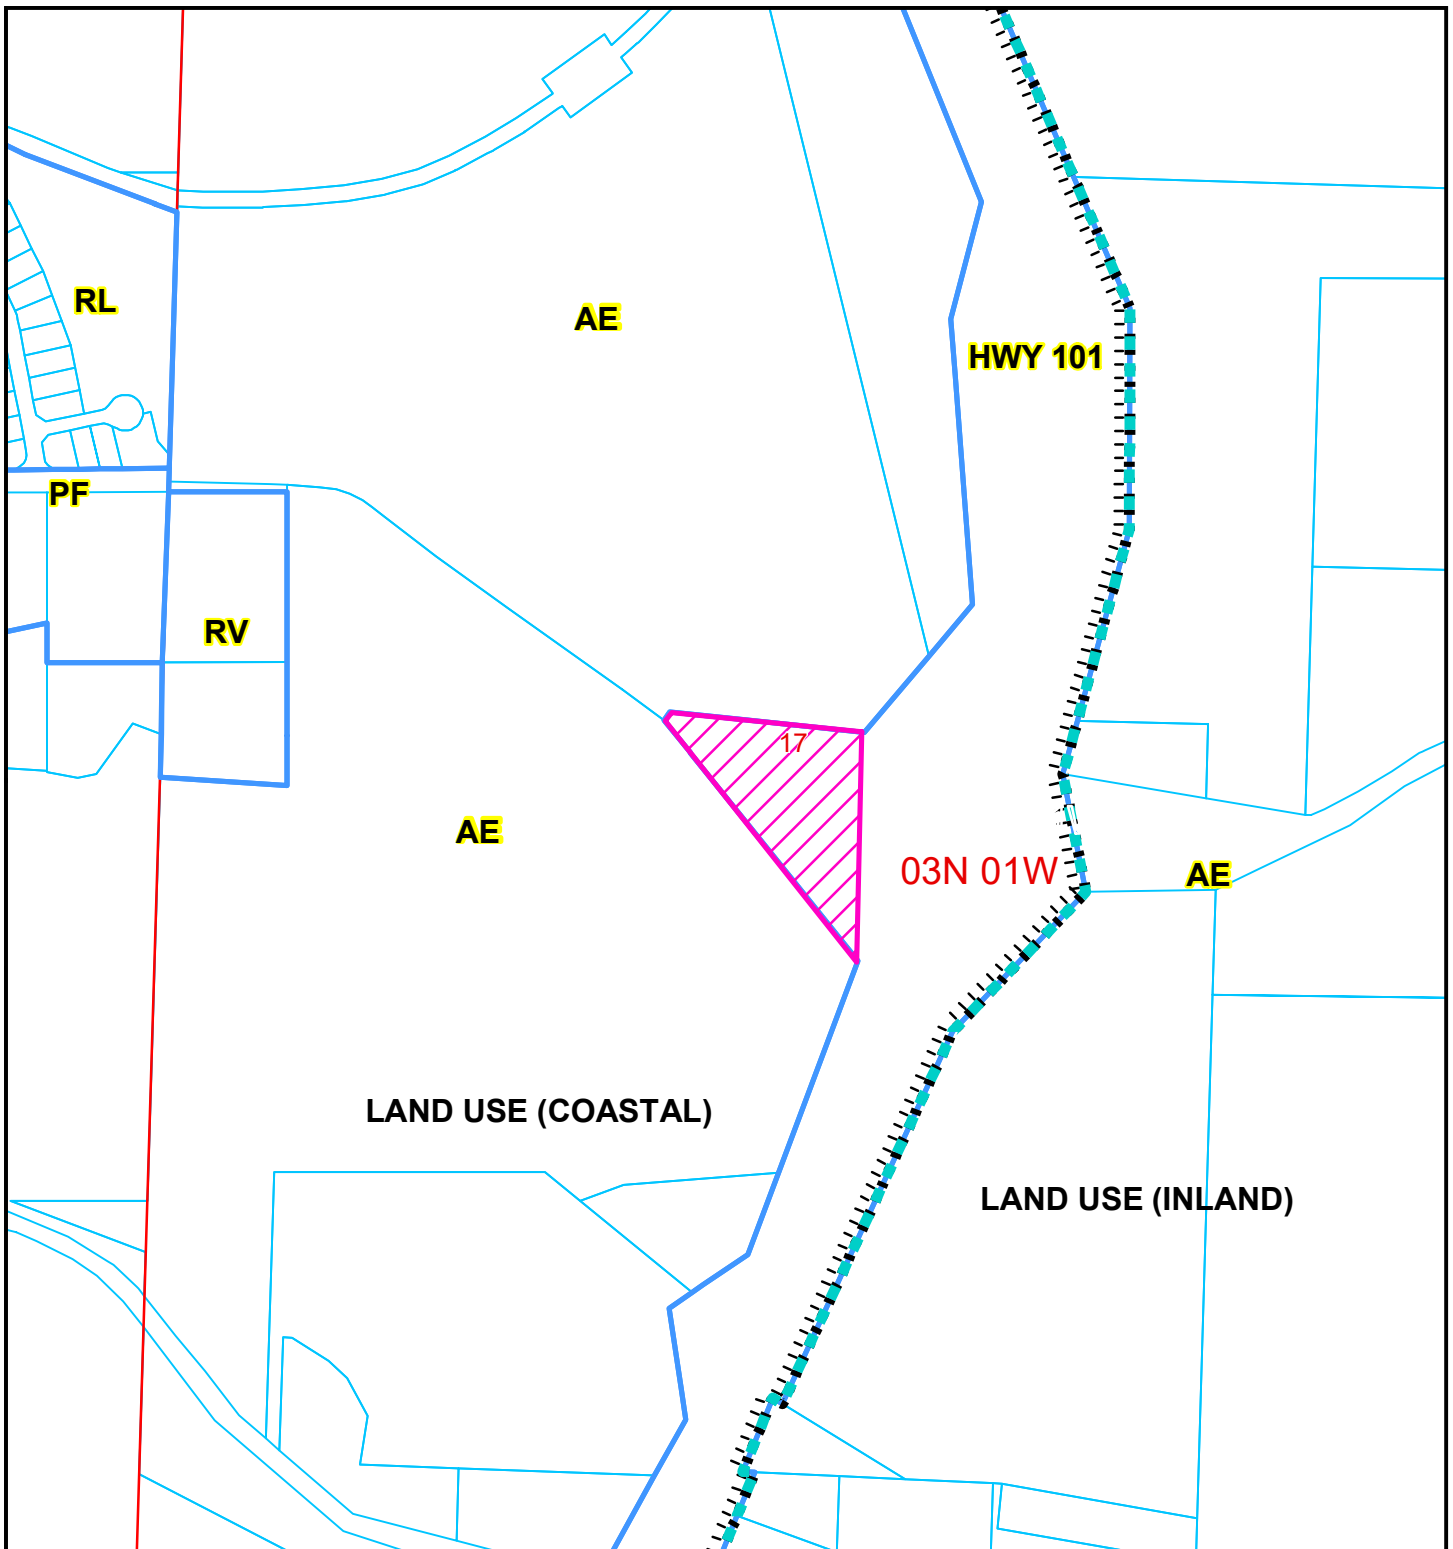 RL
AE
HWY 101
PF
RV
17
AE
03N 01W
AE
LAND USE (COASTAL)
LAND USE (INLAND)